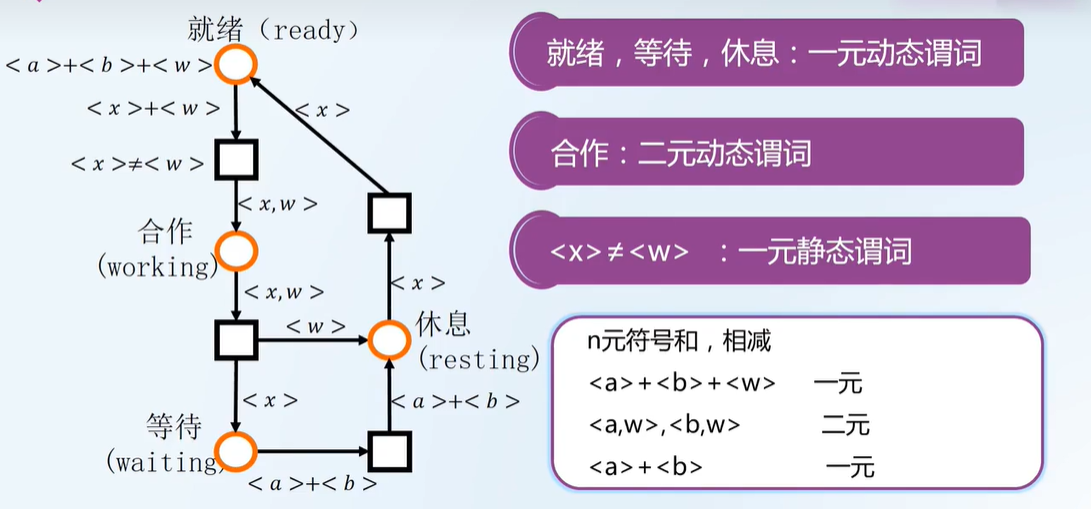 就绪（ready）
<a>+<b>+<w>
<x>+<w>
<x>
<x>≠<w>
<x,w>
合作
(working)
<x,w>
<w>
<x>
休息
(resting)
<x>
<a>+<b>
等待
(waiting)
<a>+<b>
就绪，等待，休息：一元动态谓词
合作：二元动态谓词
<x>≠<w> ：一元静态谓词
n元符号和，相减
<a>+<b>+<w> 一元
<a,w>,<b,w> 二元
<a>+<b> 一元